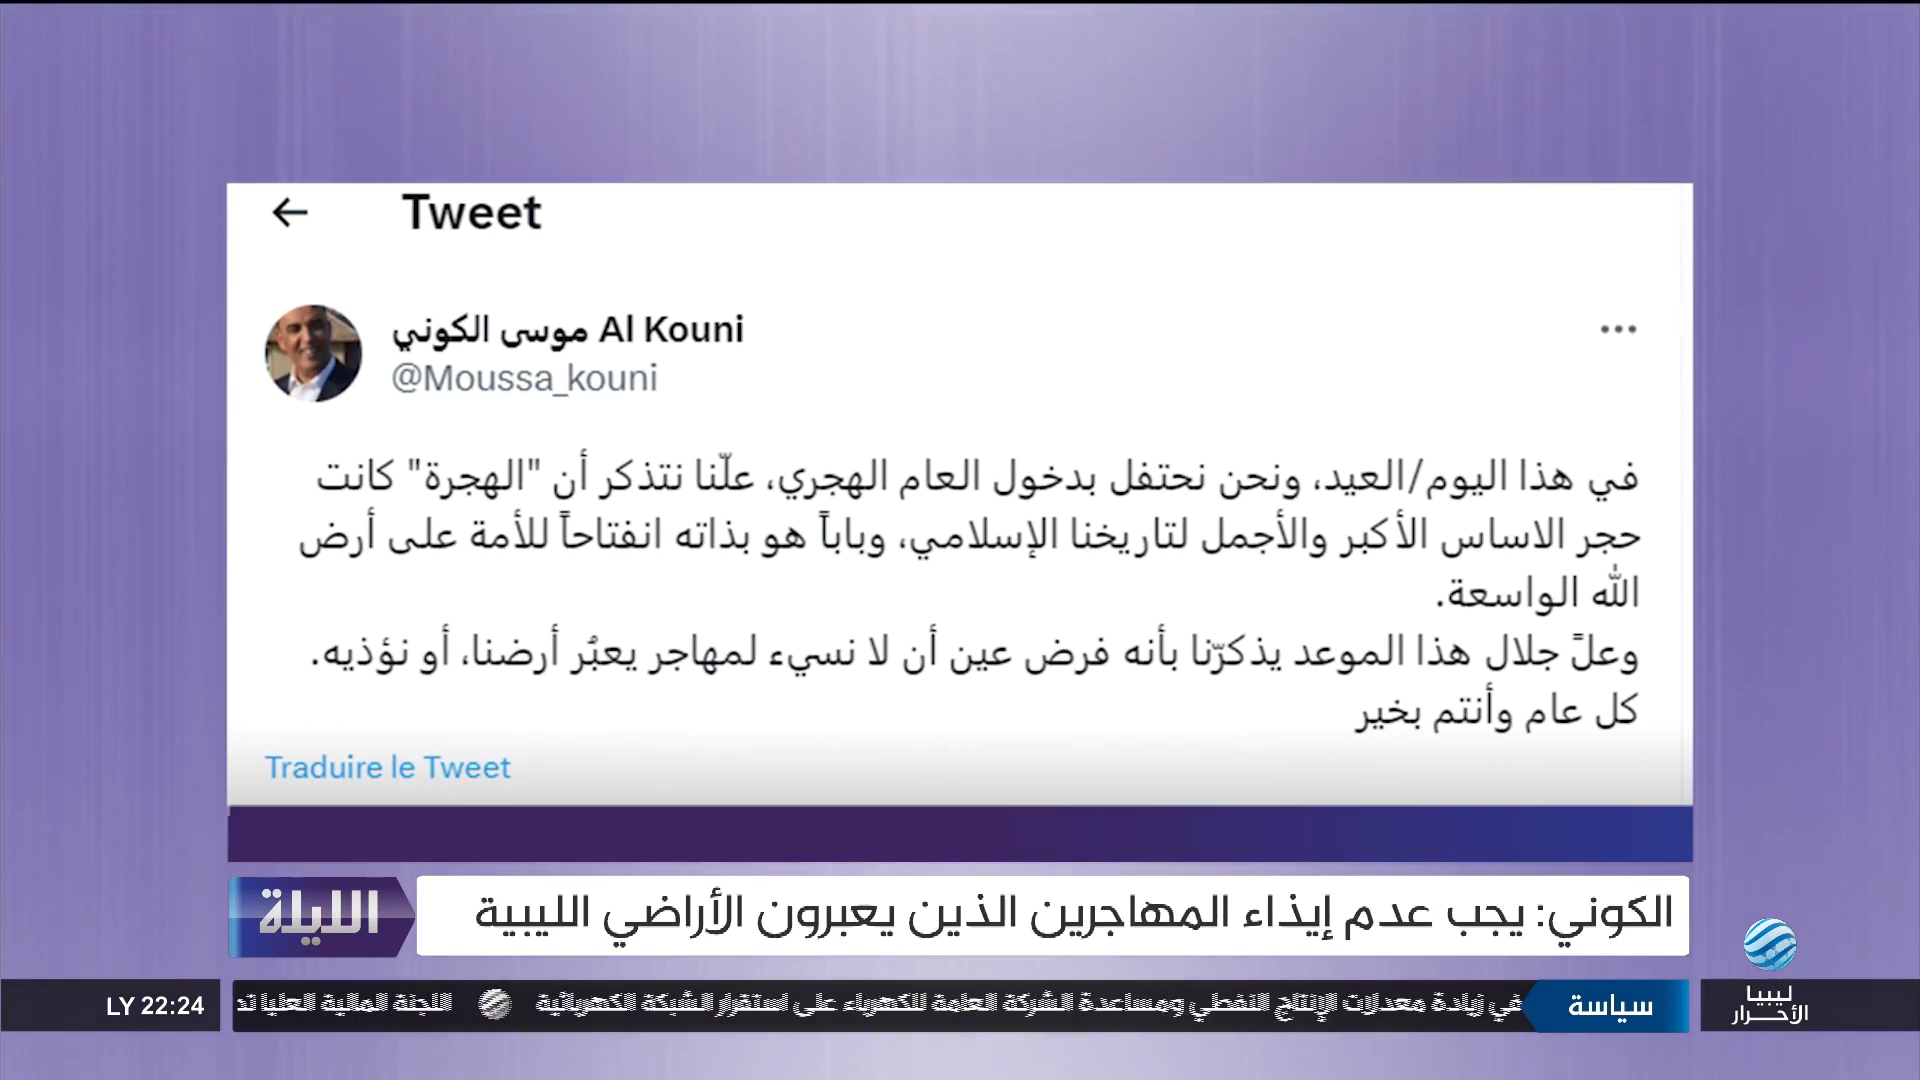 Tweet
موسى الكوني Al Kouni
@Moussa_kouni
في هذا اليوم/العيد، ونحن نحتفل بدخول العام الهجري، علّنا نتذكر أن "الهجرة" كانت
حجر الاساس الأكبر والأجمل لتاريخنا الإسلامي، وباباً هو بذاته انفتاحاً للأمة على أرض
الله الواسعة.
وعلّ جلال هذا الموعد يذكرّنا بأنه فرض عين أن لا نسيء لمهاجر يعبُر أرضنا، أو نؤذيه.
كل عام وأنتم بخير
Traduire le Tweet
الليلة
الكوني: يجب عدم إيذاء المهاجرين الذين يعبرون الأراضي الليبية
سياسة
في زيادة معدلات الإنتاج النفطي ومساعدة الشركة العامة للكهرباء على استقرار الشبكة الكهربائية
اللجنة المالية العليا تد
LY 22:24
ليبيا
الأحرار